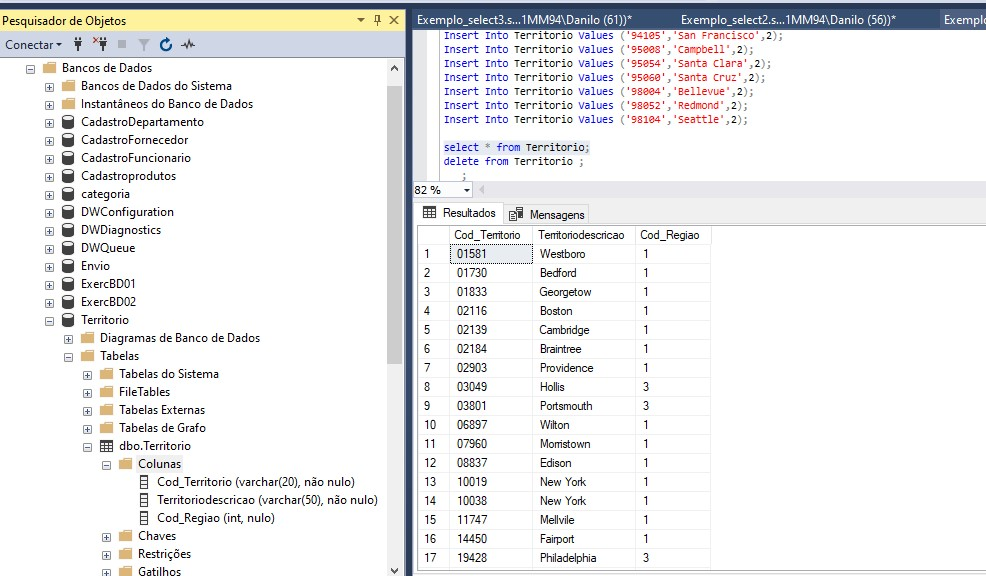 Pesquisador de Objetos
Conectar
Bancos de Dados
Bancos de Dados do Sistema
Instantâneos do Banco de Dados
CadastroDepartamento
CadastroFornecedor
CadastroFuncionario
Cadastroprodutos
categoria
DWConfiguration
DWDiagnostics
DWQueue
Envio
ExercBD01
ExercBD02
Territorio
Diagramas de Banco de Dados
Tabelas
Tabelas do Sistema
FileTables
Tabelas Externas
Tabelas de Grafo
dbo.Territorio
Colunas
Cod_Territorio (varchar(20), não nulo)
Territoriodescricao (varchar(50), não nulo)
Cod_Regiao (int, nulo)
Chaves
Restrições
Gatilhos
Exemplo_select3.s...1MM94\Danilo (61))* Exemplo_select2.s...1MM94\Danilo (56))* Exemplo
Insert Into Territorio Values ('94105','San Francisco',2);
Insert Into Territorio Values ('95008','Campbell',2);
Insert Into Territorio Values ('95054','Santa Clara',2);
Insert Into Territorio Values ('95060','Santa Cruz',2);
Insert Into Territorio Values ('98004','Bellevue',2);
Insert Into Territorio Values ('98052','Redmond',2);
Insert Into Territorio Values ('98104','Seattle',2);
select * from Territorio;
delete from Territorio ;
;
82 %
Resultados Mensagens
Cod_Territorio Territoriodescricao Cod_Regiao
1 01581 Westboro 1
2 01730 Bedford 1
3 01833 Georgetow 1
4 02116 Boston 1
5 02139 Cambridge 1
6 02184 Braintree 1
7 02903 Providence 1
8 03049 Hollis 3
9 03801 Portsmouth 3
10 06897 Wilton 1
11 07960 Morristown 1
12 08837 Edison 1
13 10019 New York 1
14 10038 New York 1
15 11747 Mellvile 1
16 14450 Fairport 1
17 19428 Philadelphia 3